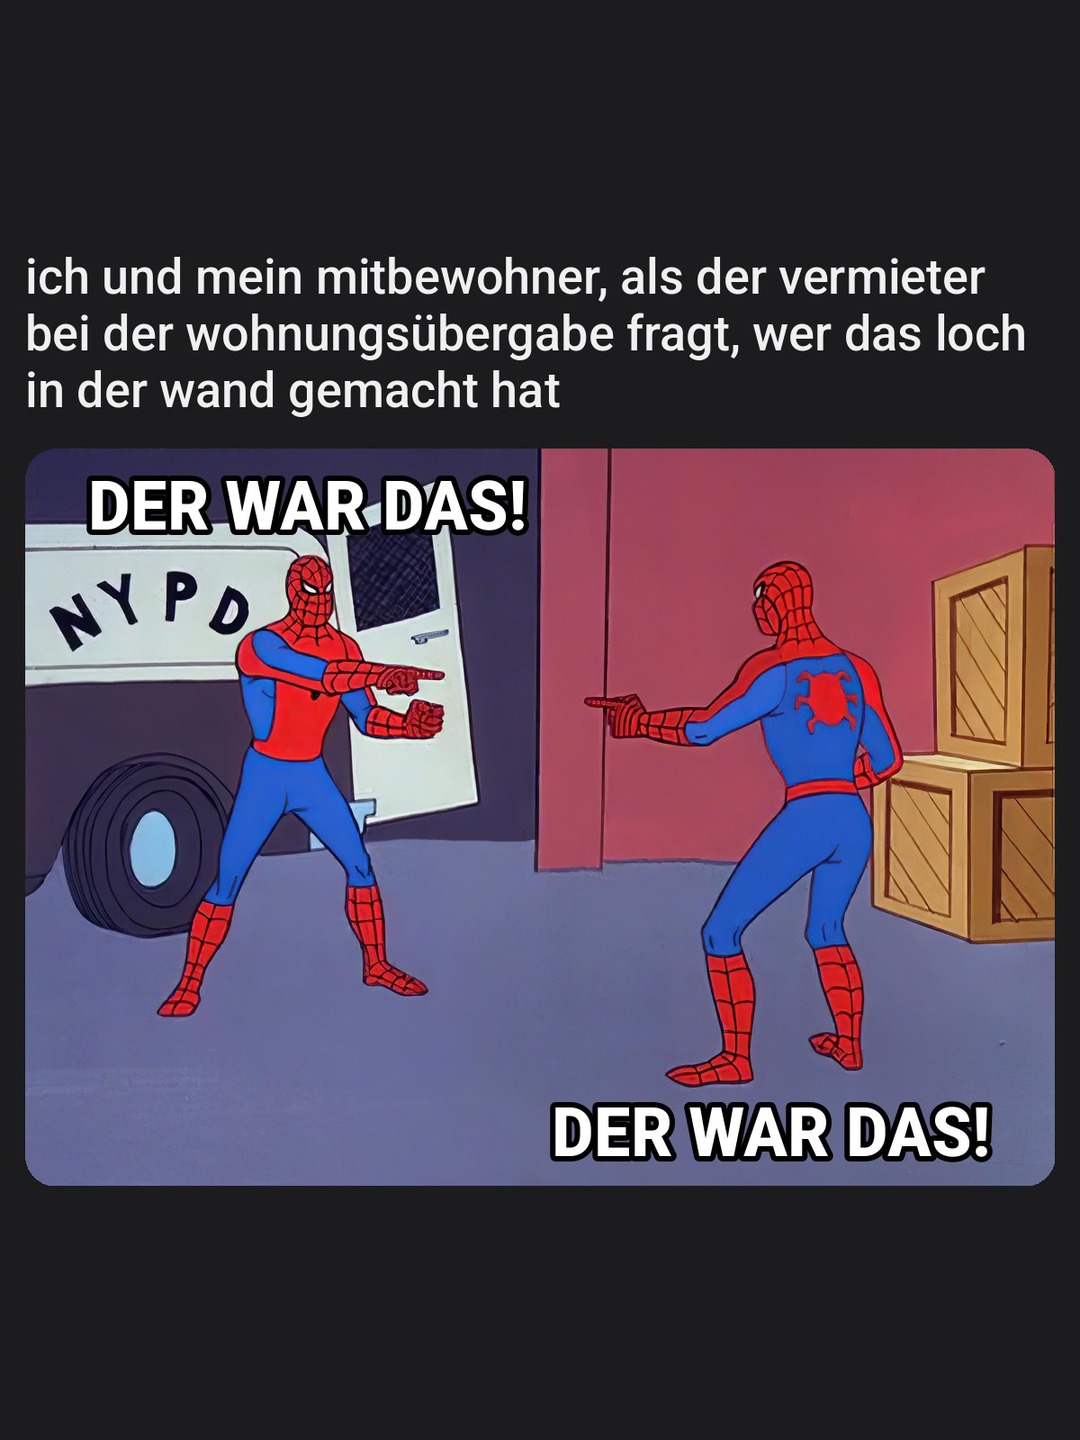 ich und mein mitbewohner, als der vermieter
bei der wohnungsübergabe fragt, wer das loch
in der wand gemacht hat
DER WAR DAS!
NYPD
DER WAR DAS!